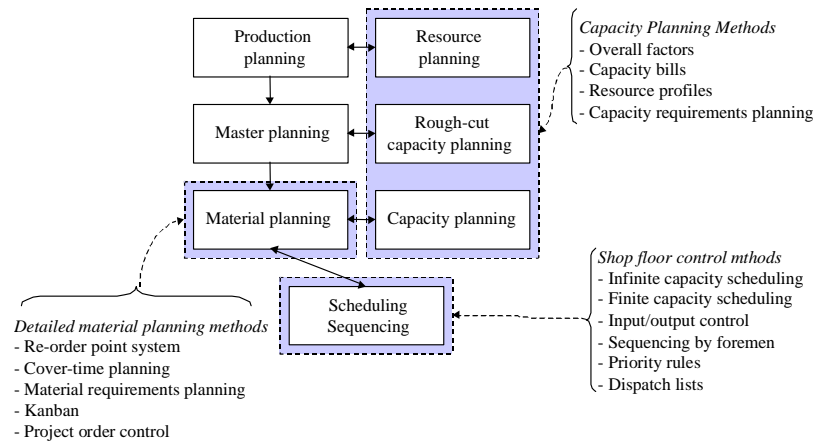 Production
planning
Resource
planning
Capacity Planning Methods
- Overall factors
- Capacity bills
- Resource profiles
- Capacity requirements planning
Master planning
Rough-cut
capacity planning
Material planning
Capacity planning
Scheduling
Sequencing
Shop floor control mthods
- Infinite capacity scheduling
- Finite capacity scheduling
- Input/output control
- Sequencing by foremen
- Priority rules
- Dispatch lists
Detailed material planning methods
- Re-order point system
- Cover-time planning
- Material requirements planning
- Kanban
- Project order control